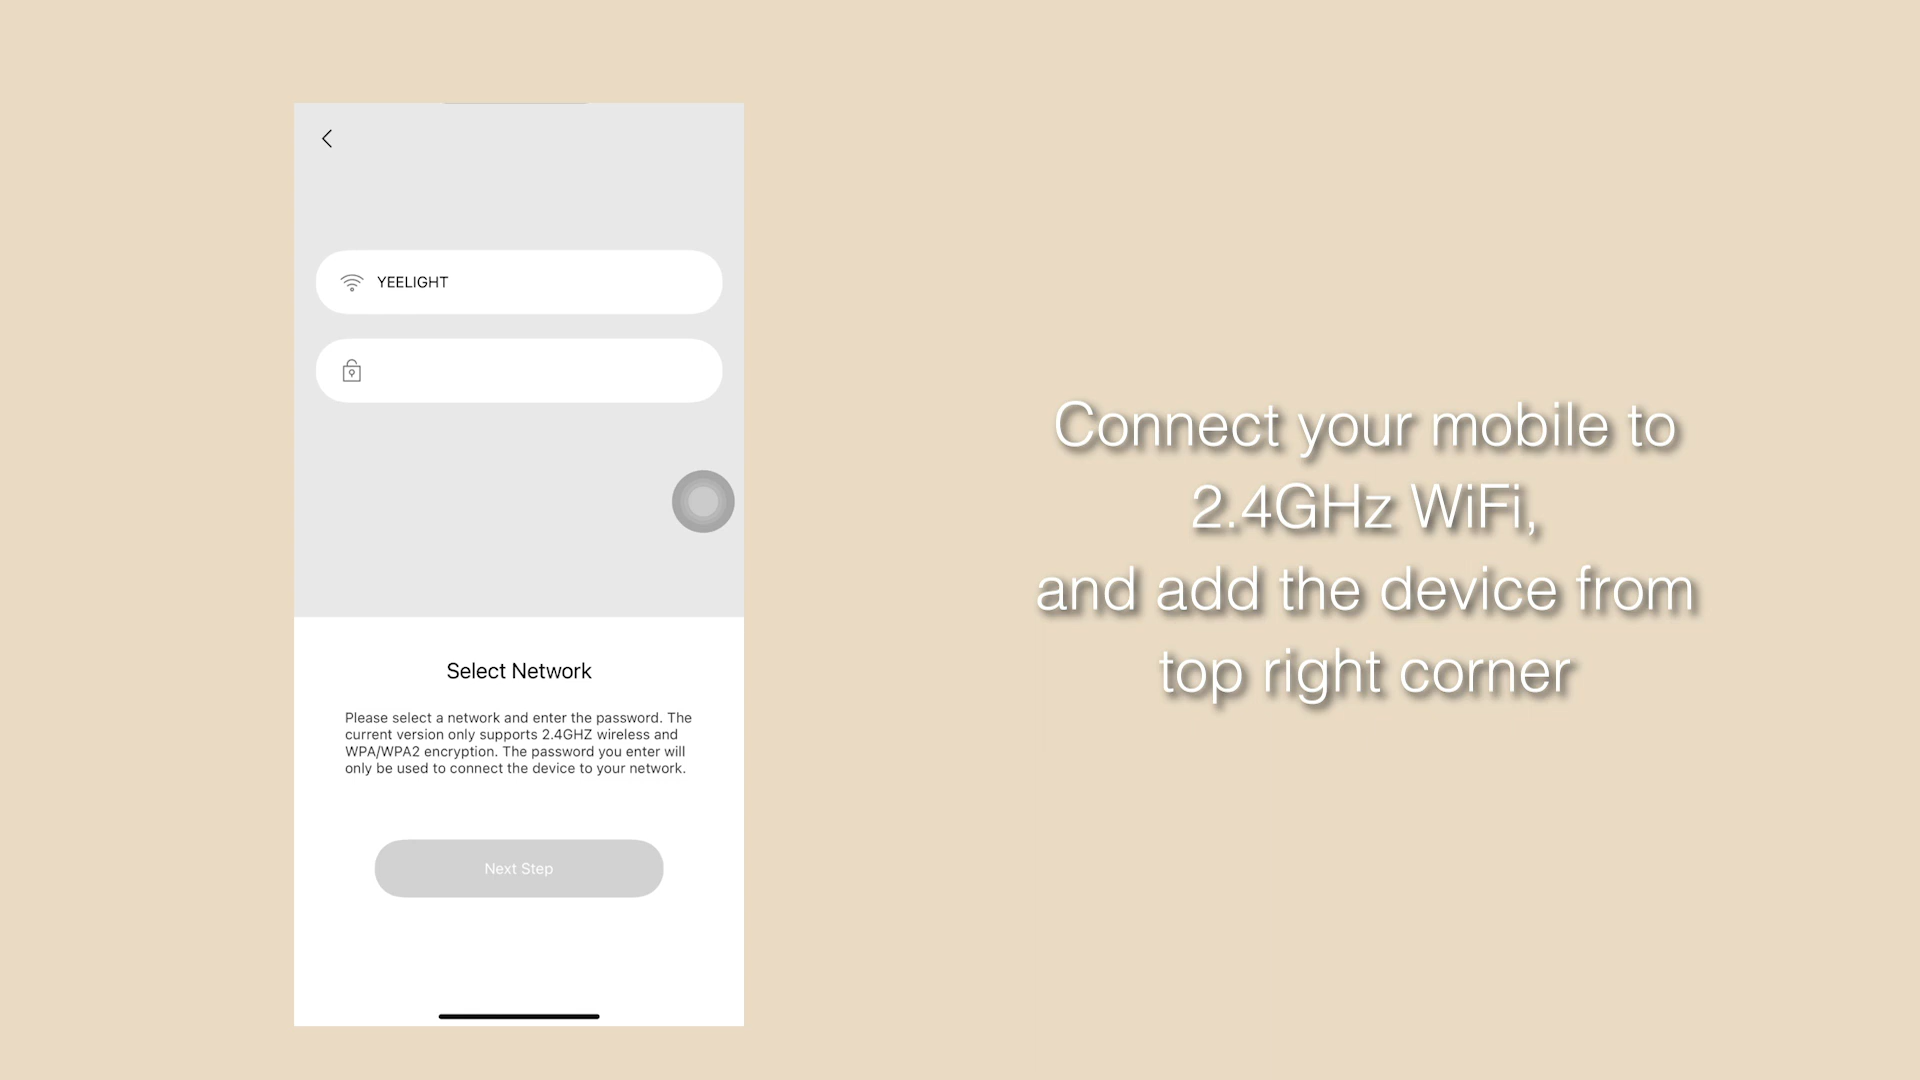 YEELIGHT
Select Network
Please select a network and enter the password. The
current version only supports 2.4GHZ wireless and
WPA/WPA2 encryption. The password you enter will
only be used to connect the device to your network.
Next Step
Connect your mobile to
2.4GHz WiFi,
and add the device from
top right corner